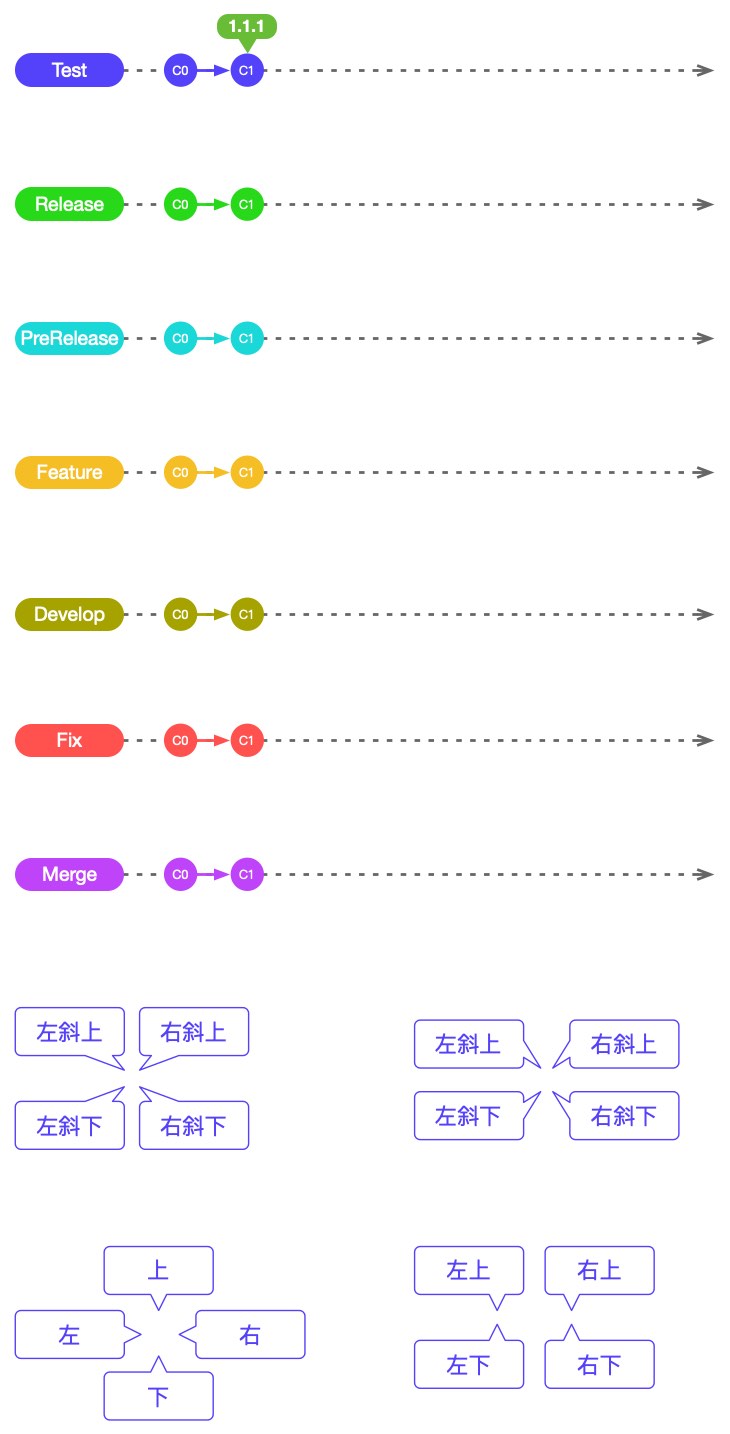 1.1.1
Test C0 C1
Release C0 C1
PreRelease C0 C1
Feature C0 C1
Develop C0 C1
Fix C0 C1
Merge C0 C1
左斜上 右斜上
左斜下 右斜下
左斜上 右斜上
左斜下 右斜下
上
左 右
下
左上 右上
左下 右下